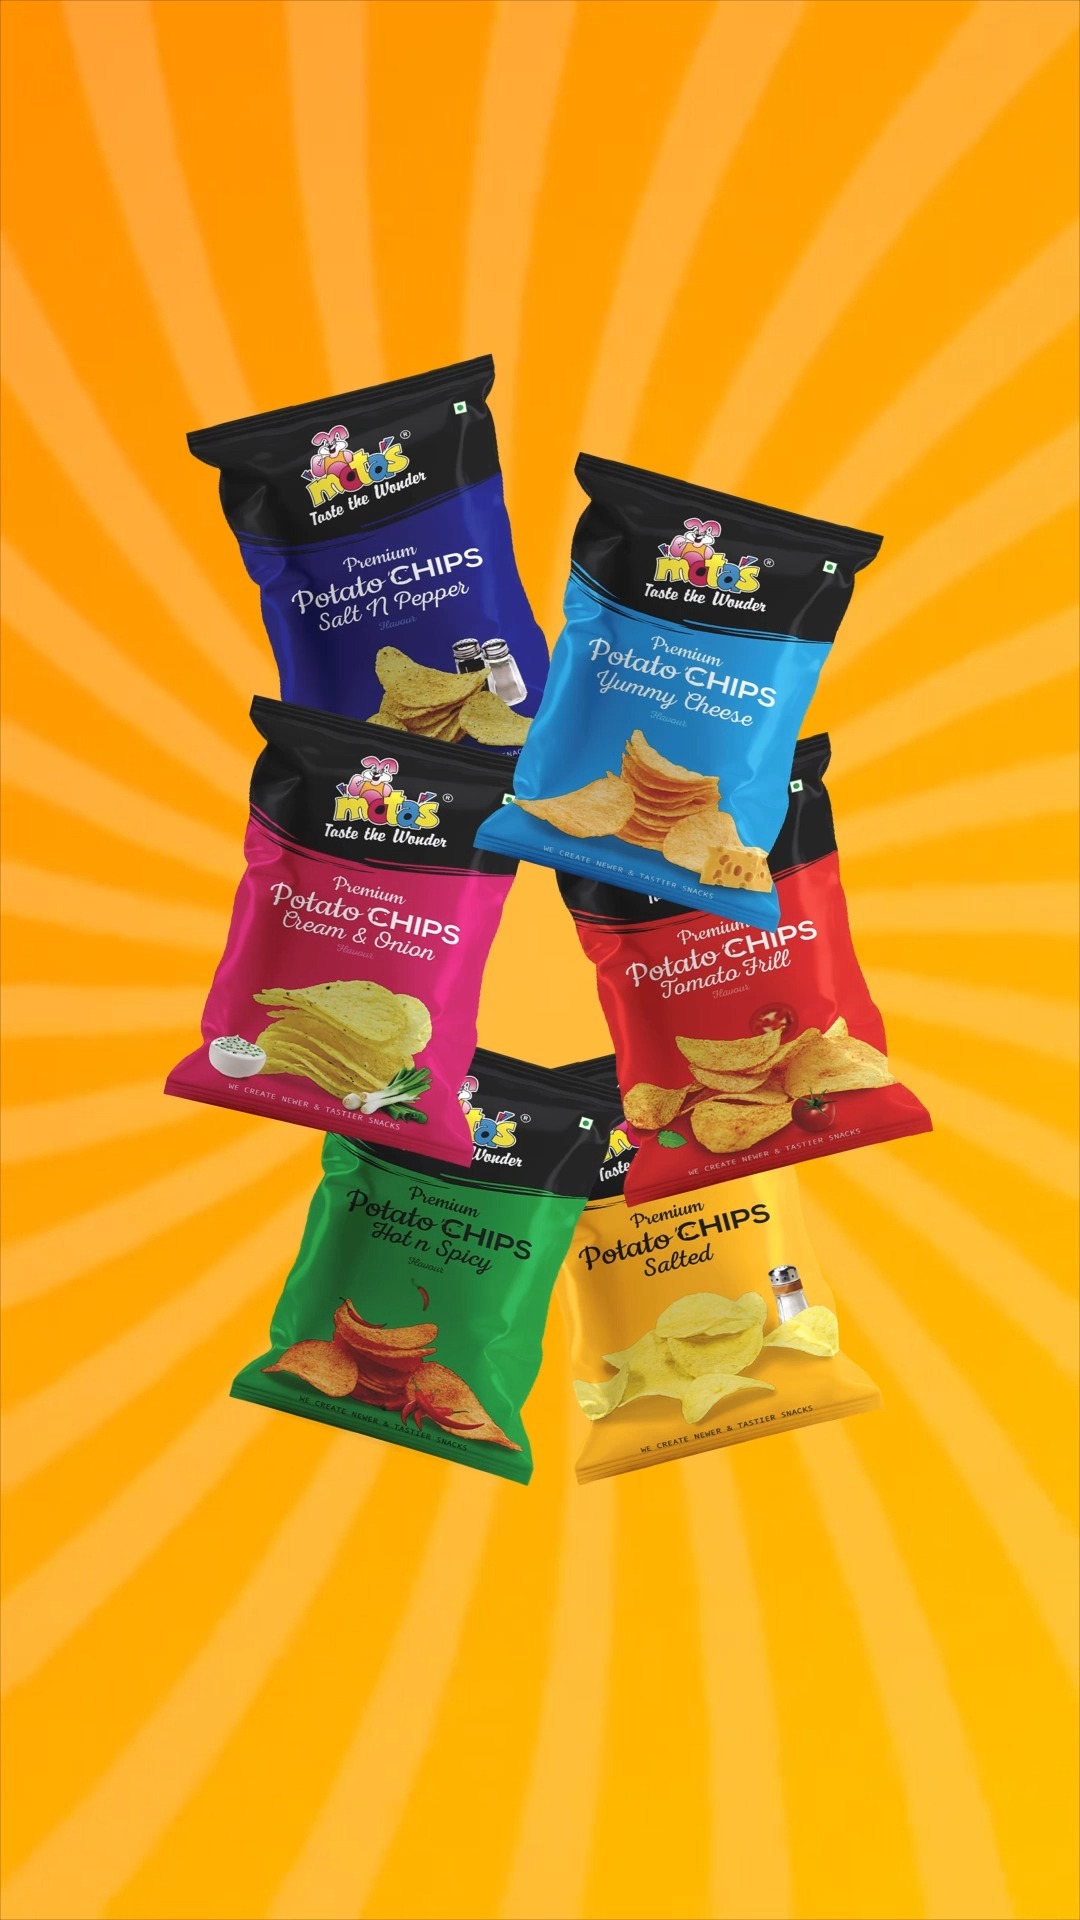 mota's ®
Taste the Wonder
Premium
Potato CHIPS
Salt N Pepper
Flavour
mota's ®
Taste the Wonder
Premium
Potato CHIPS
Yummy Cheese
Flavour
WE CREATE NEWER & TASTIER SNACKS
mota's ®
Taste the Wonder
Premium
Potato CHIPS
Cream & Onion
Flavour
WE CREATE NEWER & TASTIER SNACKS
Premium
Potato CHIPS
Tomato Frill
Flavour
WE CREATE NEWER & TASTIER SNACKS
ta's ®
Wonder
Premium
Potato CHIPS
Hot n Spicy
Flavour
WE CREATE NEWER & TASTIER SNACKS
Taste
Premium
Potato CHIPS
Salted
WE CREATE NEWER & TASTIER SNACKS